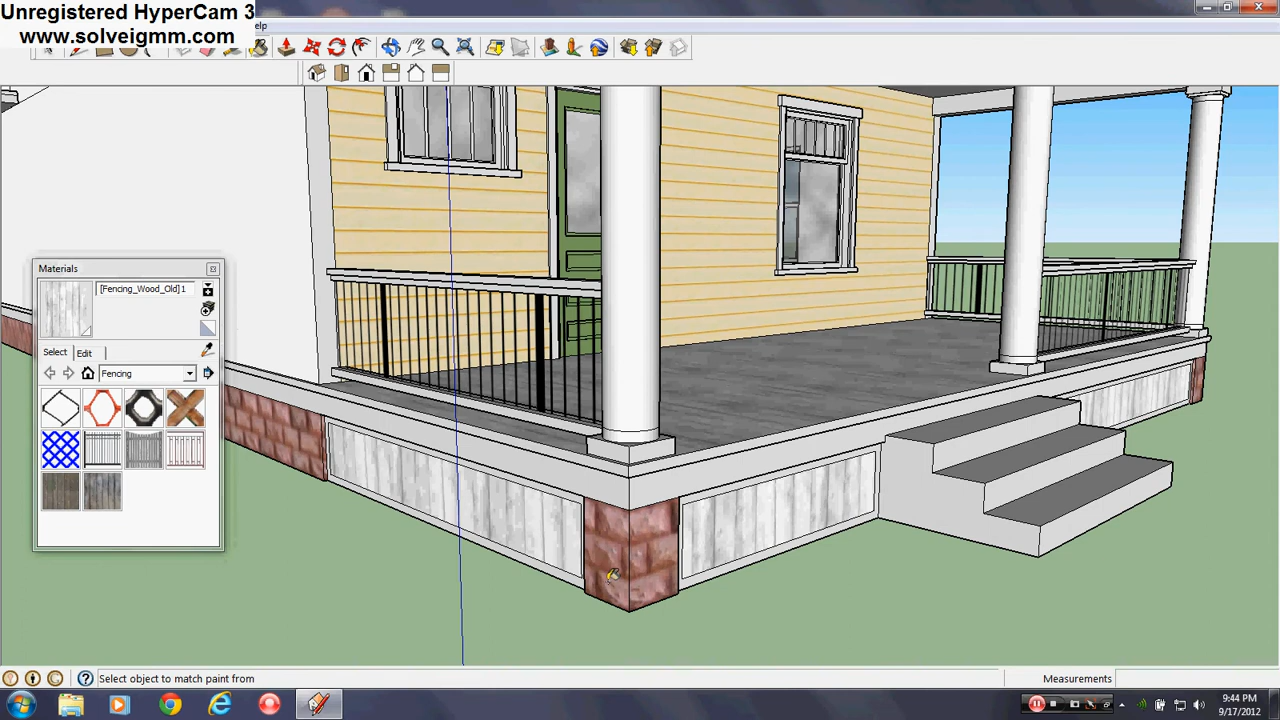 Unregistered HyperCam 3
www.solveigmm.com
elp
Materials
[Fencing_Wood_Old]1
Select
Edit
Fencing
Select object to match paint from
Measurements
9:44 PM
9/17/2012